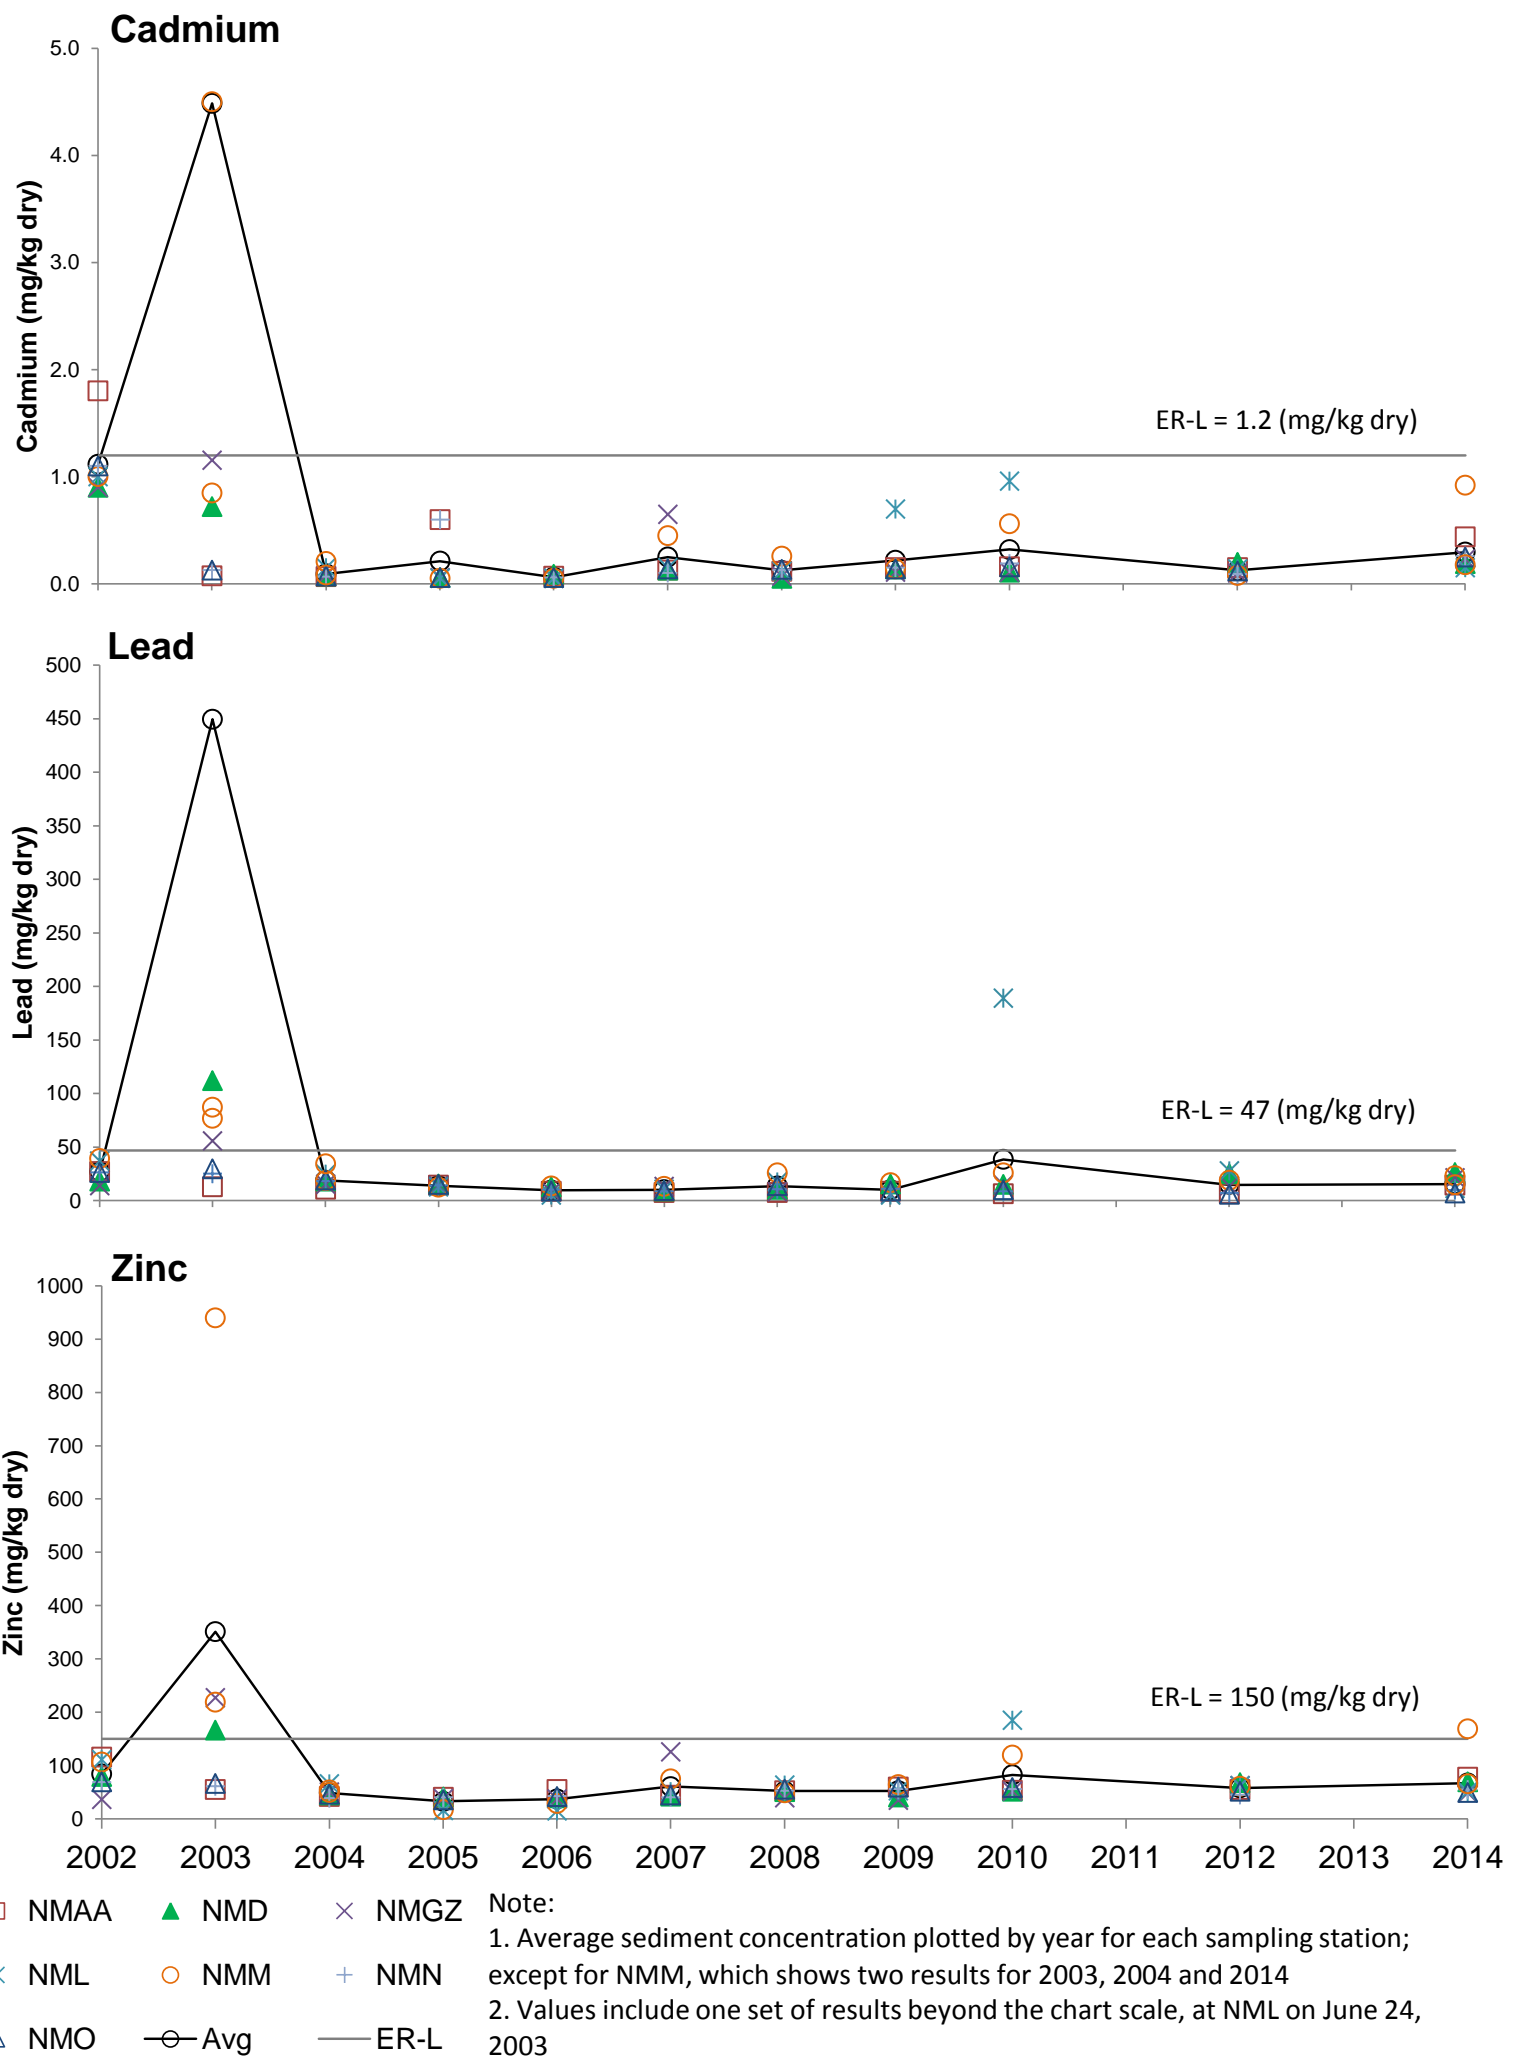 Cadmium
5.0
4.0
3.0
2.0
1.0
0.0
Cadmium (mg/kg dry)
ER-L = 1.2 (mg/kg dry)
Lead
500
450
400
350
300
250
200
150
100
50
0
Lead (mg/kg dry)
ER-L = 47 (mg/kg dry)
Zinc
1000
900
800
700
600
500
400
300
200
100
0
Zinc (mg/kg dry)
ER-L = 150 (mg/kg dry)
2002 2003 2004 2005 2006 2007 2008 2009 2010 2011 2012 2013 2014
NMAA NMD NMGZ
NML NMM NMN
NMO Avg ER-L
Note:
1. Average sediment concentration plotted by year for each sampling station;
except for NMM, which shows two results for 2003, 2004 and 2014
2. Values include one set of results beyond the chart scale, at NML on June 24,
2003